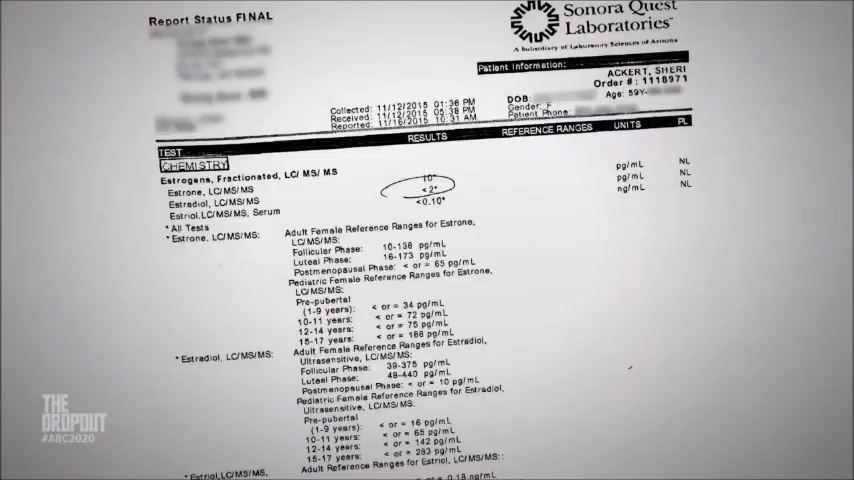 Report Status FINAL
Sonora Quest
Laboratories
A Subsidiary of Laboratory Sciences of Arizona
Patient Information:
ACKERT, SHERI
Order #: 1118971
DOB:
Age: 59Y-
Gender: F
Patient Phone:
Collected: 11/12/2015 01:36 PM
Received: 11/12/2015 05:38 PM
Reported: 11/16/2015 10:31 AM
TEST RESULTS REFERENCE RANGES UNITS PL
CHEMISTRY
Estrogens, Fractionated, LC/ MS/ MS
Estrone, LC/MS/MS 10* pg/mL NL
Estradiol, LC/MS/MS <2* pg/mL NL
Estriol,LC/MS/MS, Serum <0.10* ng/mL NL
* All Tests
* Estrone, LC/MS/MS: Adult Female Reference Ranges for Estrone,
LC/MS/MS:
Follicular Phase: 10-138 pg/mL
Luteal Phase: 16-173 pg/mL
Postmenopausal Phase: < or = 65 pg/mL
Pediatric Female Reference Ranges for Estrone,
LC/MS/MS:
Pre-pubertal
(1-9 years): < or = 34 pg/mL
10-11 years: < or = 72 pg/mL
12-14 years: < or = 75 pg/mL
15-17 years: < or = 188 pg/mL
* Estradiol, LC/MS/MS: Adult Female Reference Ranges for Estradiol,
Ultrasensitive, LC/MS/MS:
Follicular Phase: 39-375 pg/mL
Luteal Phase: 48-440 pg/mL
Postmenopausal Phase: < or = 10 pg/mL
Pediatric Female Reference Ranges for Estradiol,
Ultrasensitive, LC/MS/MS:
Pre-pubertal
(1-9 years): < or = 16 pg/mL
10-11 years: < or = 65 pg/mL
12-14 years: < or = 142 pg/mL
15-17 years: < or = 283 pg/mL
* Estriol,LC/MS/MS, Adult Reference Ranges for Estriol, LC/MS/MS::
< or = 0.18 ng/mL
THE
DROPOUT
#ABC2020